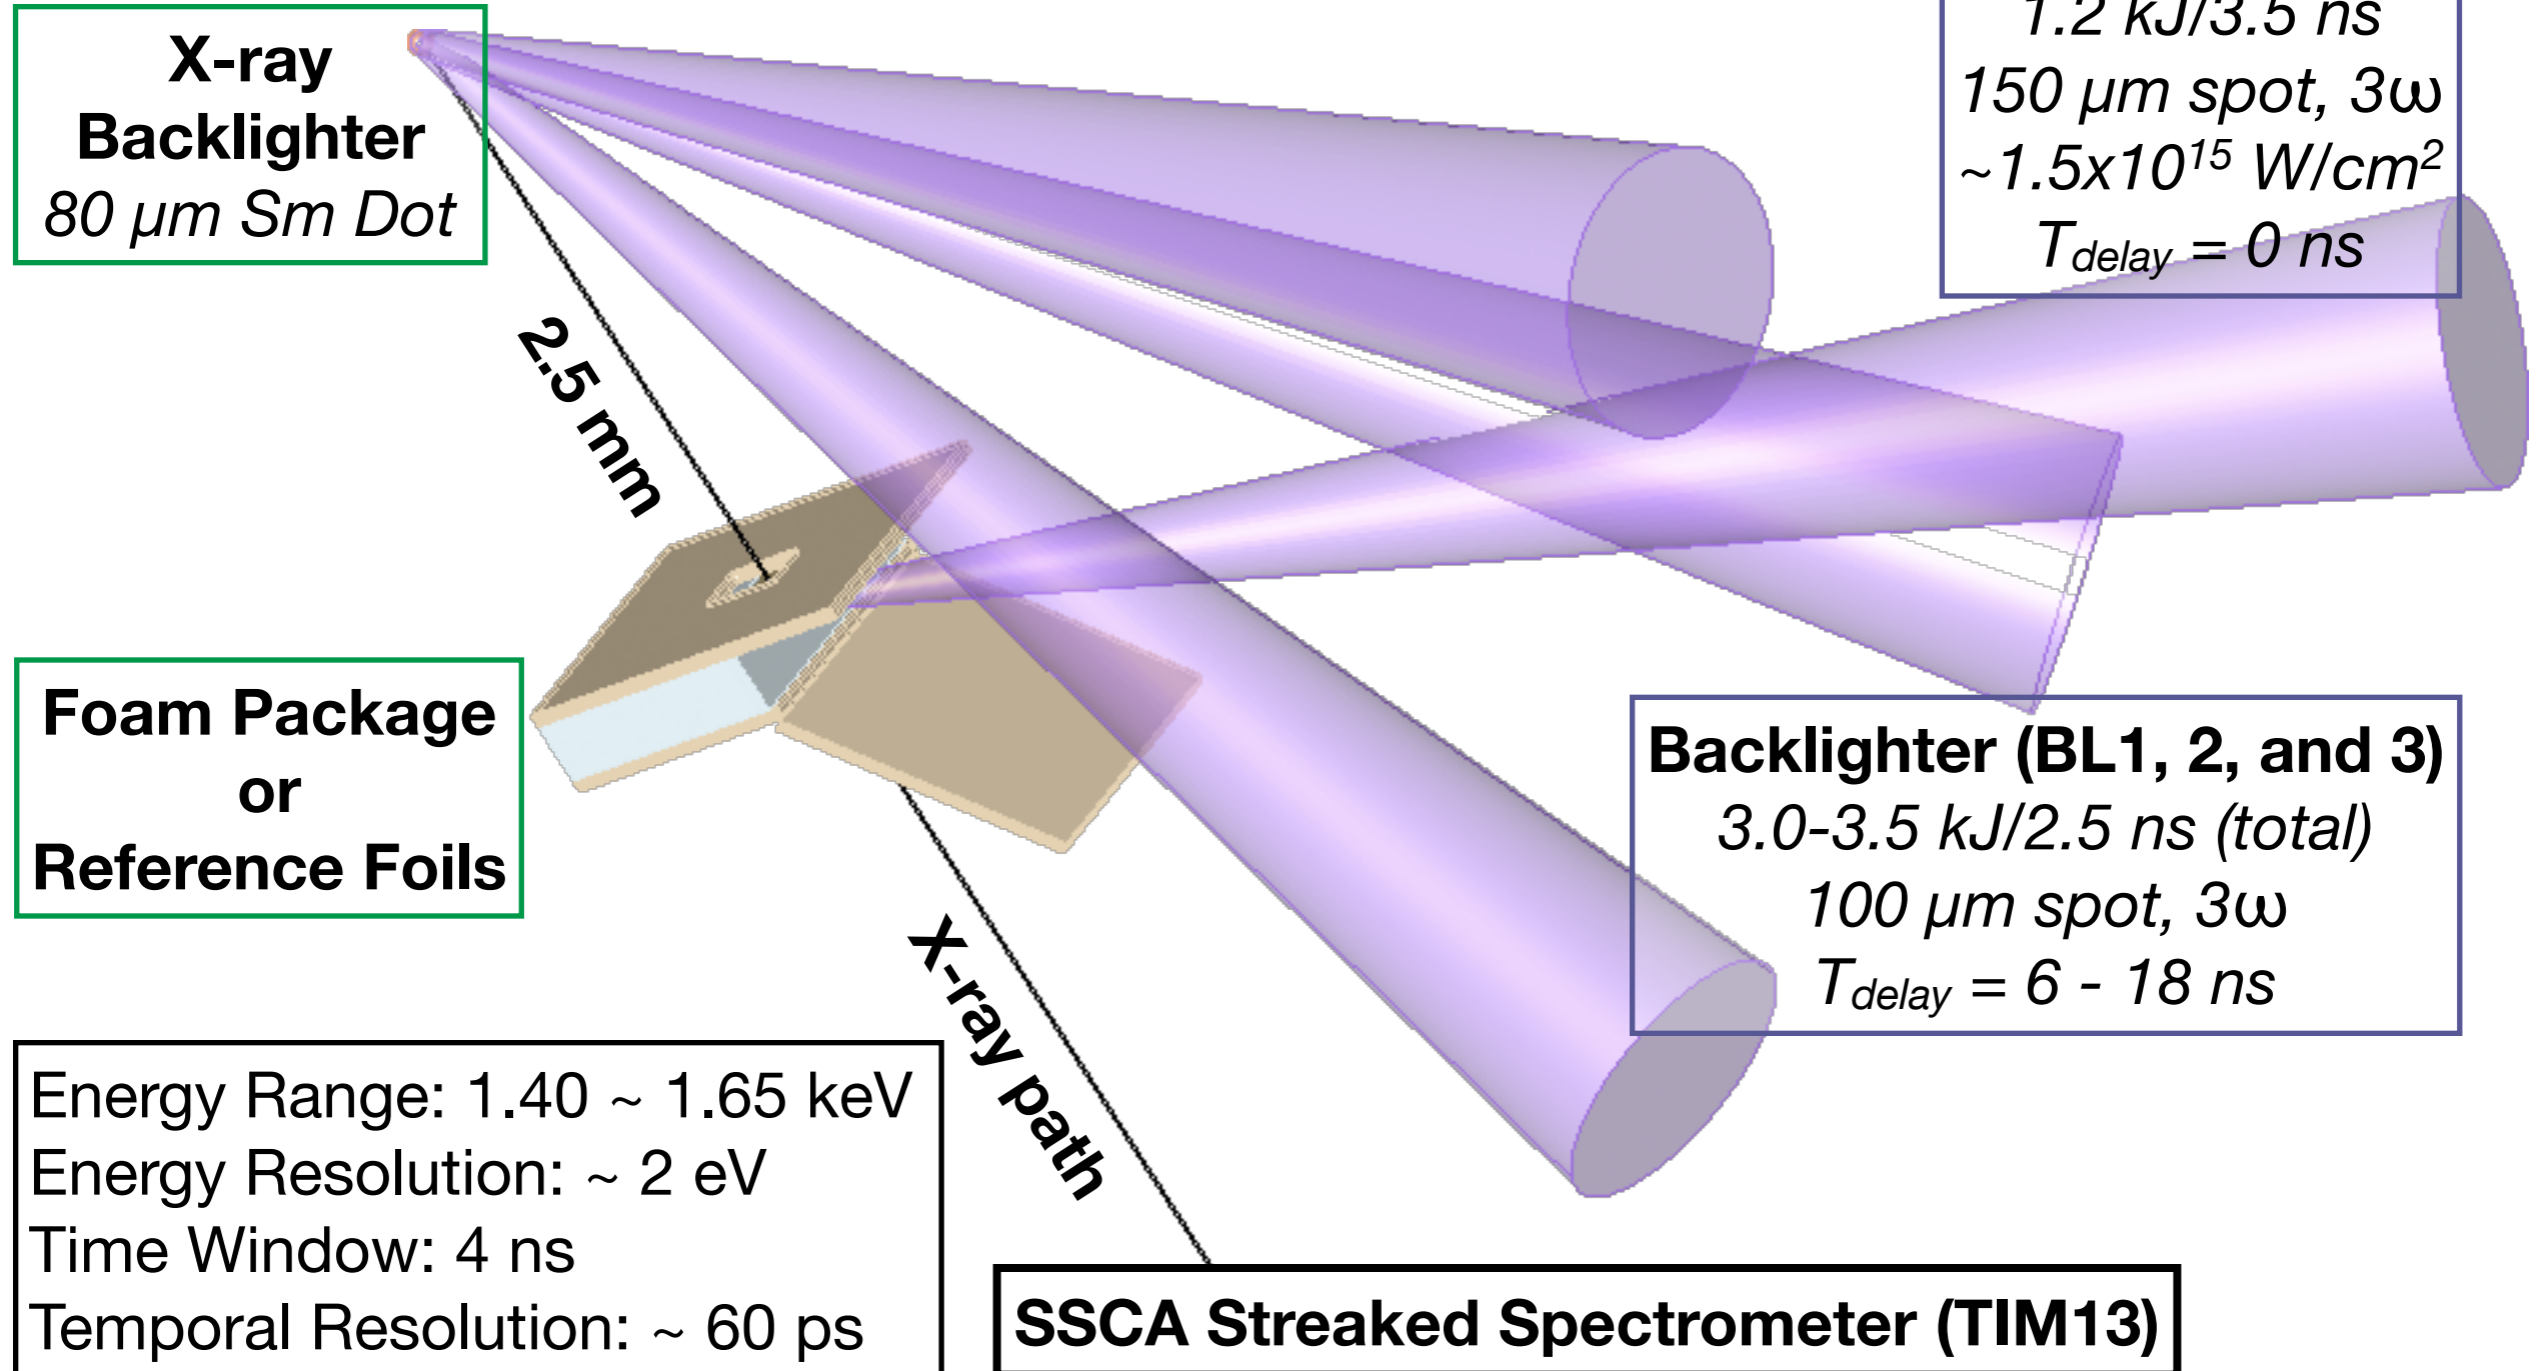 X-ray
Backlighter
80 µm Sm Dot
1.2 kJ/3.5 ns
150 µm spot, 3ω
~1.5x10¹⁵ W/cm²
T_delay = 0 ns
2.5 mm
Foam Package
or
Reference Foils
Backlighter (BL1, 2, and 3)
3.0-3.5 kJ/2.5 ns (total)
100 µm spot, 3ω
T_delay = 6 - 18 ns
X-ray path
Energy Range: 1.40 ~ 1.65 keV
Energy Resolution: ~ 2 eV
Time Window: 4 ns
Temporal Resolution: ~ 60 ps
SSCA Streaked Spectrometer (TIM13)